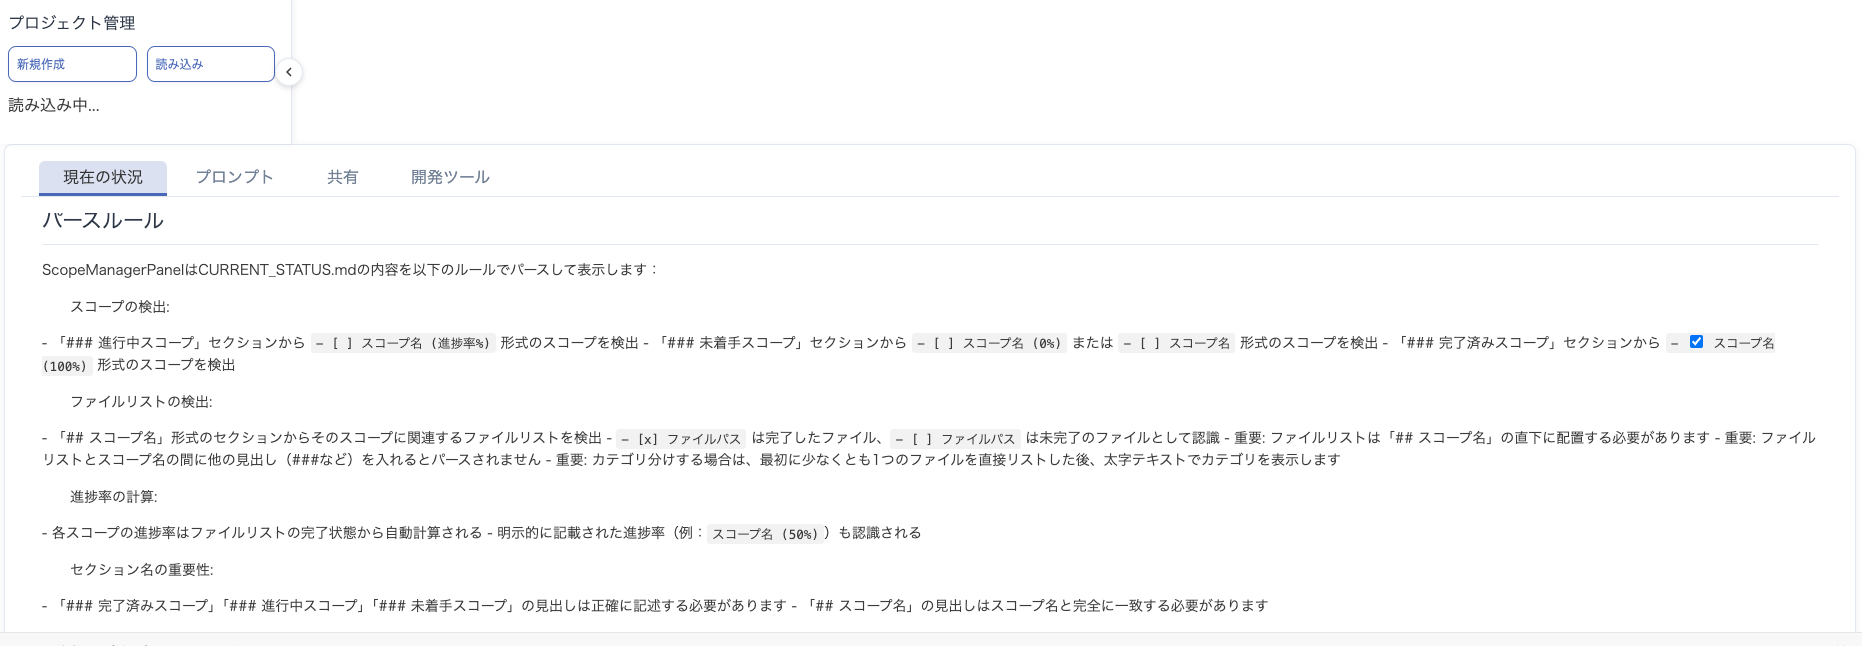 プロジェクト管理
新規作成
読み込み
読み込み中...
現在の状況
プロンプト
共有
開発ツール
パースルール
ScopeManagerPanelはCURRENT_STATUS.mdの内容を以下のルールでパースして表示します：
スコープの検出:
- 「### 進行中スコープ」セクションから - [ ] スコープ名 (進捗率%) 形式のスコープを検出 - 「### 未着手スコープ」セクションから - [ ] スコープ名 (0%) または - [ ] スコープ名 形式のスコープを検出 - 「### 完了済みスコープ」セクションから - ☑ スコープ名
(100%) 形式のスコープを検出
ファイルリストの検出:
- 「## スコープ名」形式のセクションからそのスコープに関連するファイルリストを検出 - - [x] ファイルパス は完了したファイル、 - [ ] ファイルパス は未完了のファイルとして認識 - 重要: ファイルリストは「## スコープ名」の直下に配置する必要があります - 重要: ファイル
リストとスコープ名の間に他の見出し（###など）を入れるとパースされません - 重要: カテゴリ分けする場合は、最初に少なくとも1つのファイルを直接リストした後、太字テキストでカテゴリを表示します
進捗率の計算:
- 各スコープの進捗率はファイルリストの完了状態から自動計算される - 明示的に記載された進捗率（例： スコープ名 (50%) ）も認識される
セクション名の重要性:
- 「### 完了済みスコープ」「### 進行中スコープ」「### 未着手スコープ」の見出しは正確に記述する必要があります - 「## スコープ名」の見出しはスコープ名と完全に一致する必要があります